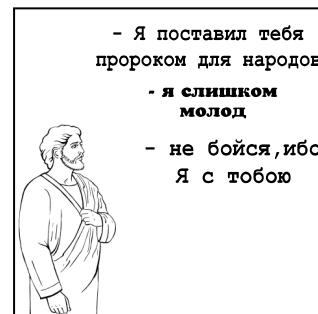 - Я поставил тебя
пророком для народов
- я слишком
молод
- не бойся,ибо
Я с тобою